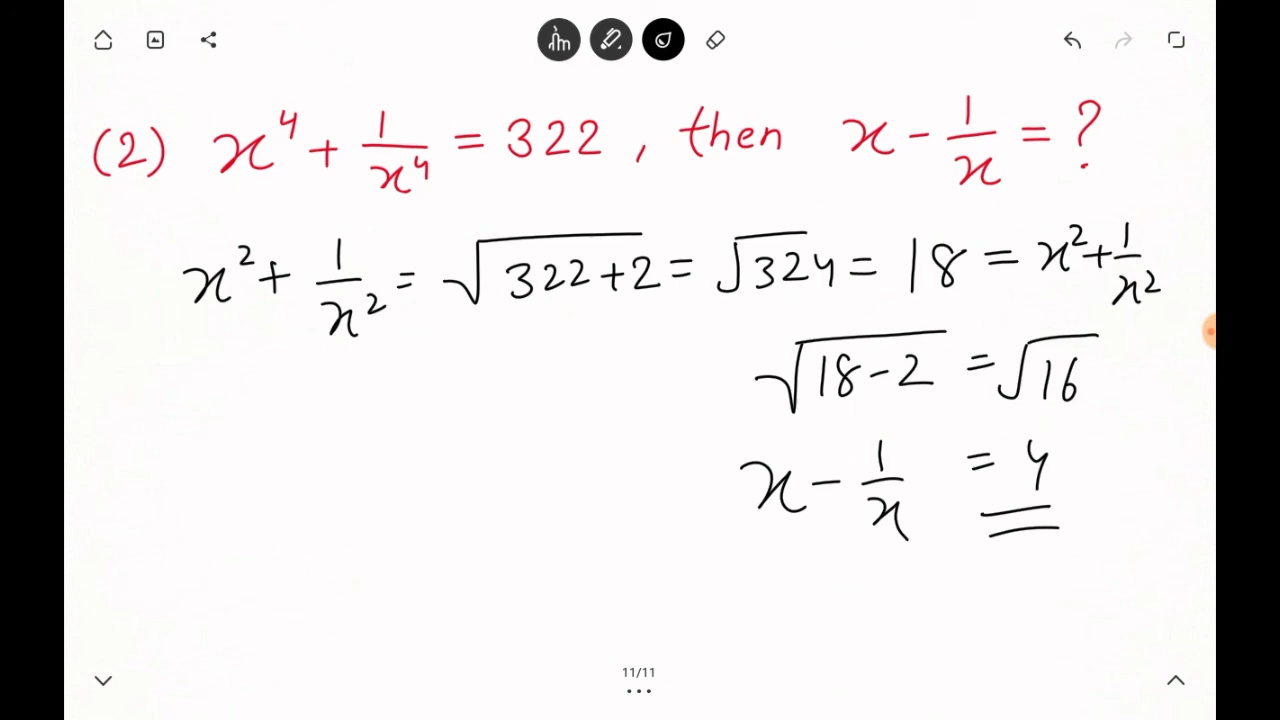 (2) x⁴ + 1/x⁴ = 322 , then x - 1/x = ?
x² + 1/x² = √(322+2) = √324 = 18 = x² + 1/x²
√(18-2) = √16
x - 1/x = 4
11/11